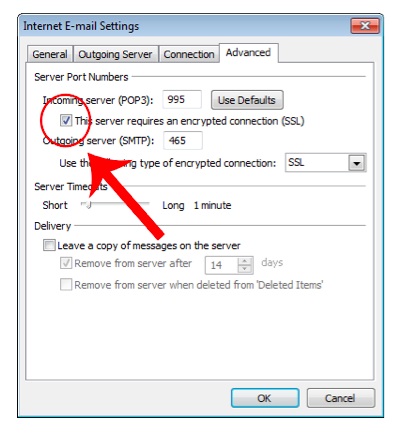 Internet E-mail Settings
General Outgoing Server Connection Advanced
Server Port Numbers
Incoming server (POP3): 995 Use Defaults
This server requires an encrypted connection (SSL)
Outgoing server (SMTP): 465
Use the following type of encrypted connection: SSL
Server Timeouts
Short Long 1 minute
Delivery
Leave a copy of messages on the server
Remove from server after 14 days
Remove from server when deleted from 'Deleted Items'
OK Cancel